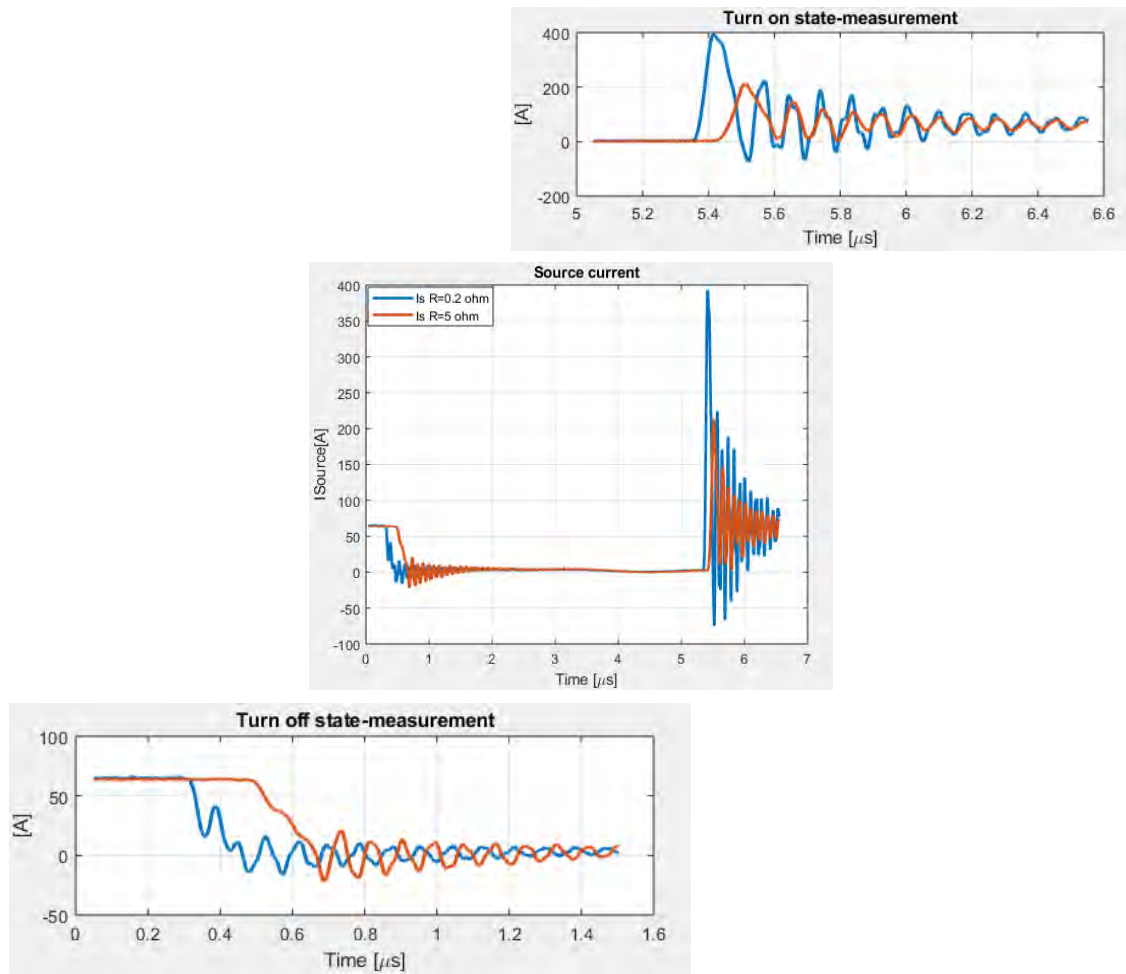 Turn on state-measurement
400
200
0
-200
[A]
5 5.2 5.4 5.6 5.8 6 6.2 6.4 6.6
Time [μs]
Source current
Is R=0.2 ohm
Is R=5 ohm
400
350
300
250
200
150
100
50
0
-50
-100
ISource[A]
0 1 2 3 4 5 6 7
Time [μs]
Turn off state-measurement
100
50
0
-50
[A]
0 0.2 0.4 0.6 0.8 1 1.2 1.4 1.6
Time [μs]